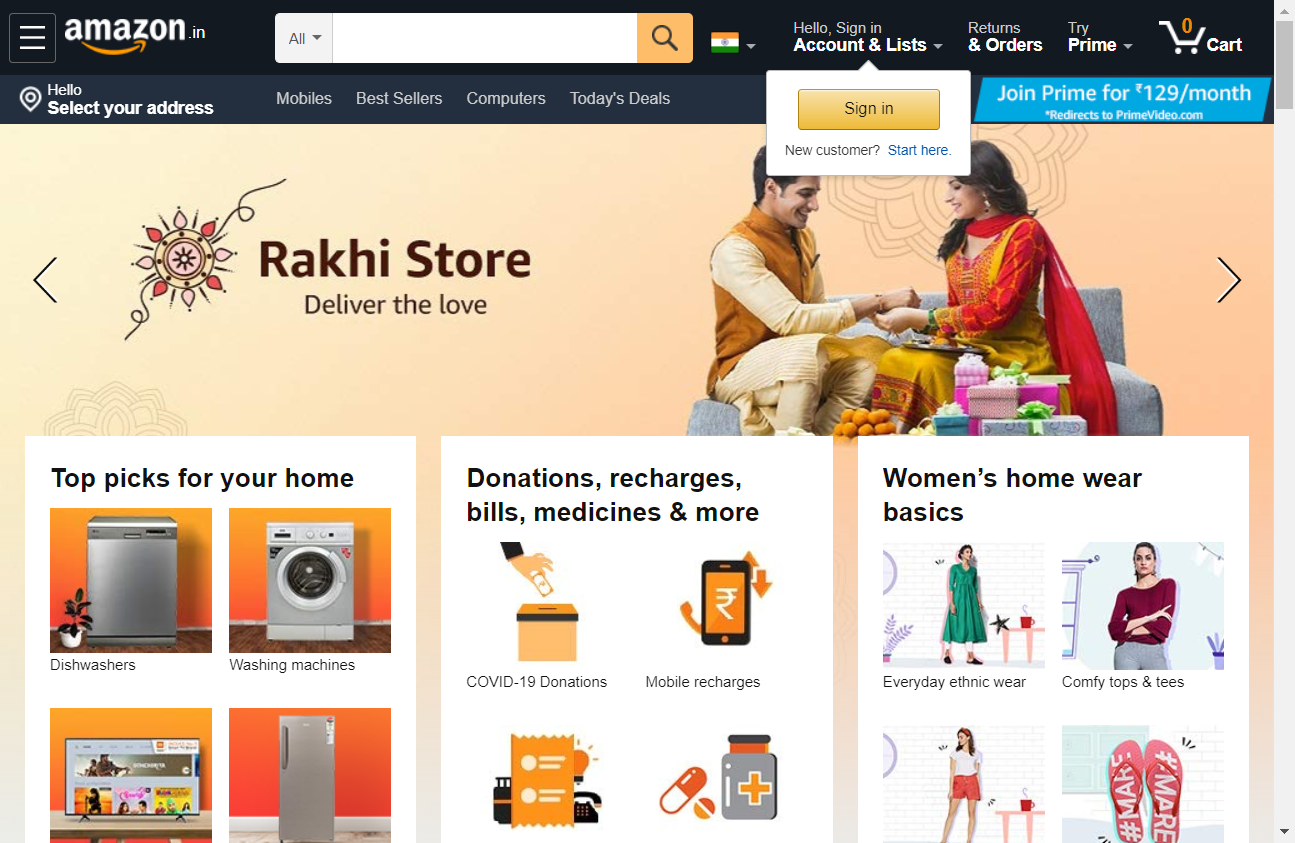 amazon.in
All
Hello, Sign in
Account & Lists
Returns
& Orders
Try
Prime
0
Cart
Hello
Select your address
Mobiles
Best Sellers
Computers
Today's Deals
Sign in
New customer? Start here.
Join Prime for ₹129/month
*Redirects to PrimeVideo.com
Rakhi Store
Deliver the love
Top picks for your home
Dishwashers
Washing machines
Donations, recharges,
bills, medicines & more
₹
COVID-19 Donations
Mobile recharges
Women’s home wear
basics
Everyday ethnic wear
Comfy tops & tees
#MARE
#MARE